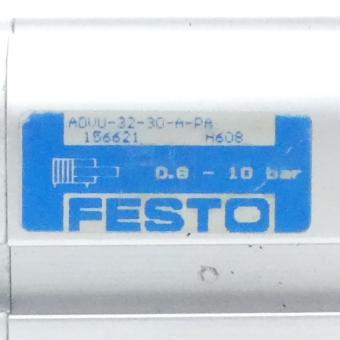 ADVU-32-30-A-PA
156621 H608
0.8 - 10 bar
FESTO